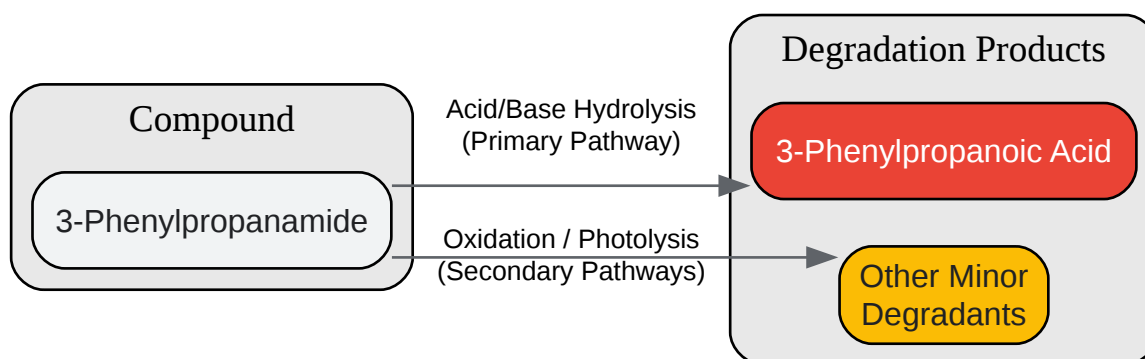 Compound
3-Phenylpropanamide
Acid/Base Hydrolysis
(Primary Pathway)
Oxidation / Photolysis
(Secondary Pathways)
Degradation Products
3-Phenylpropanoic Acid
Other Minor
Degradants